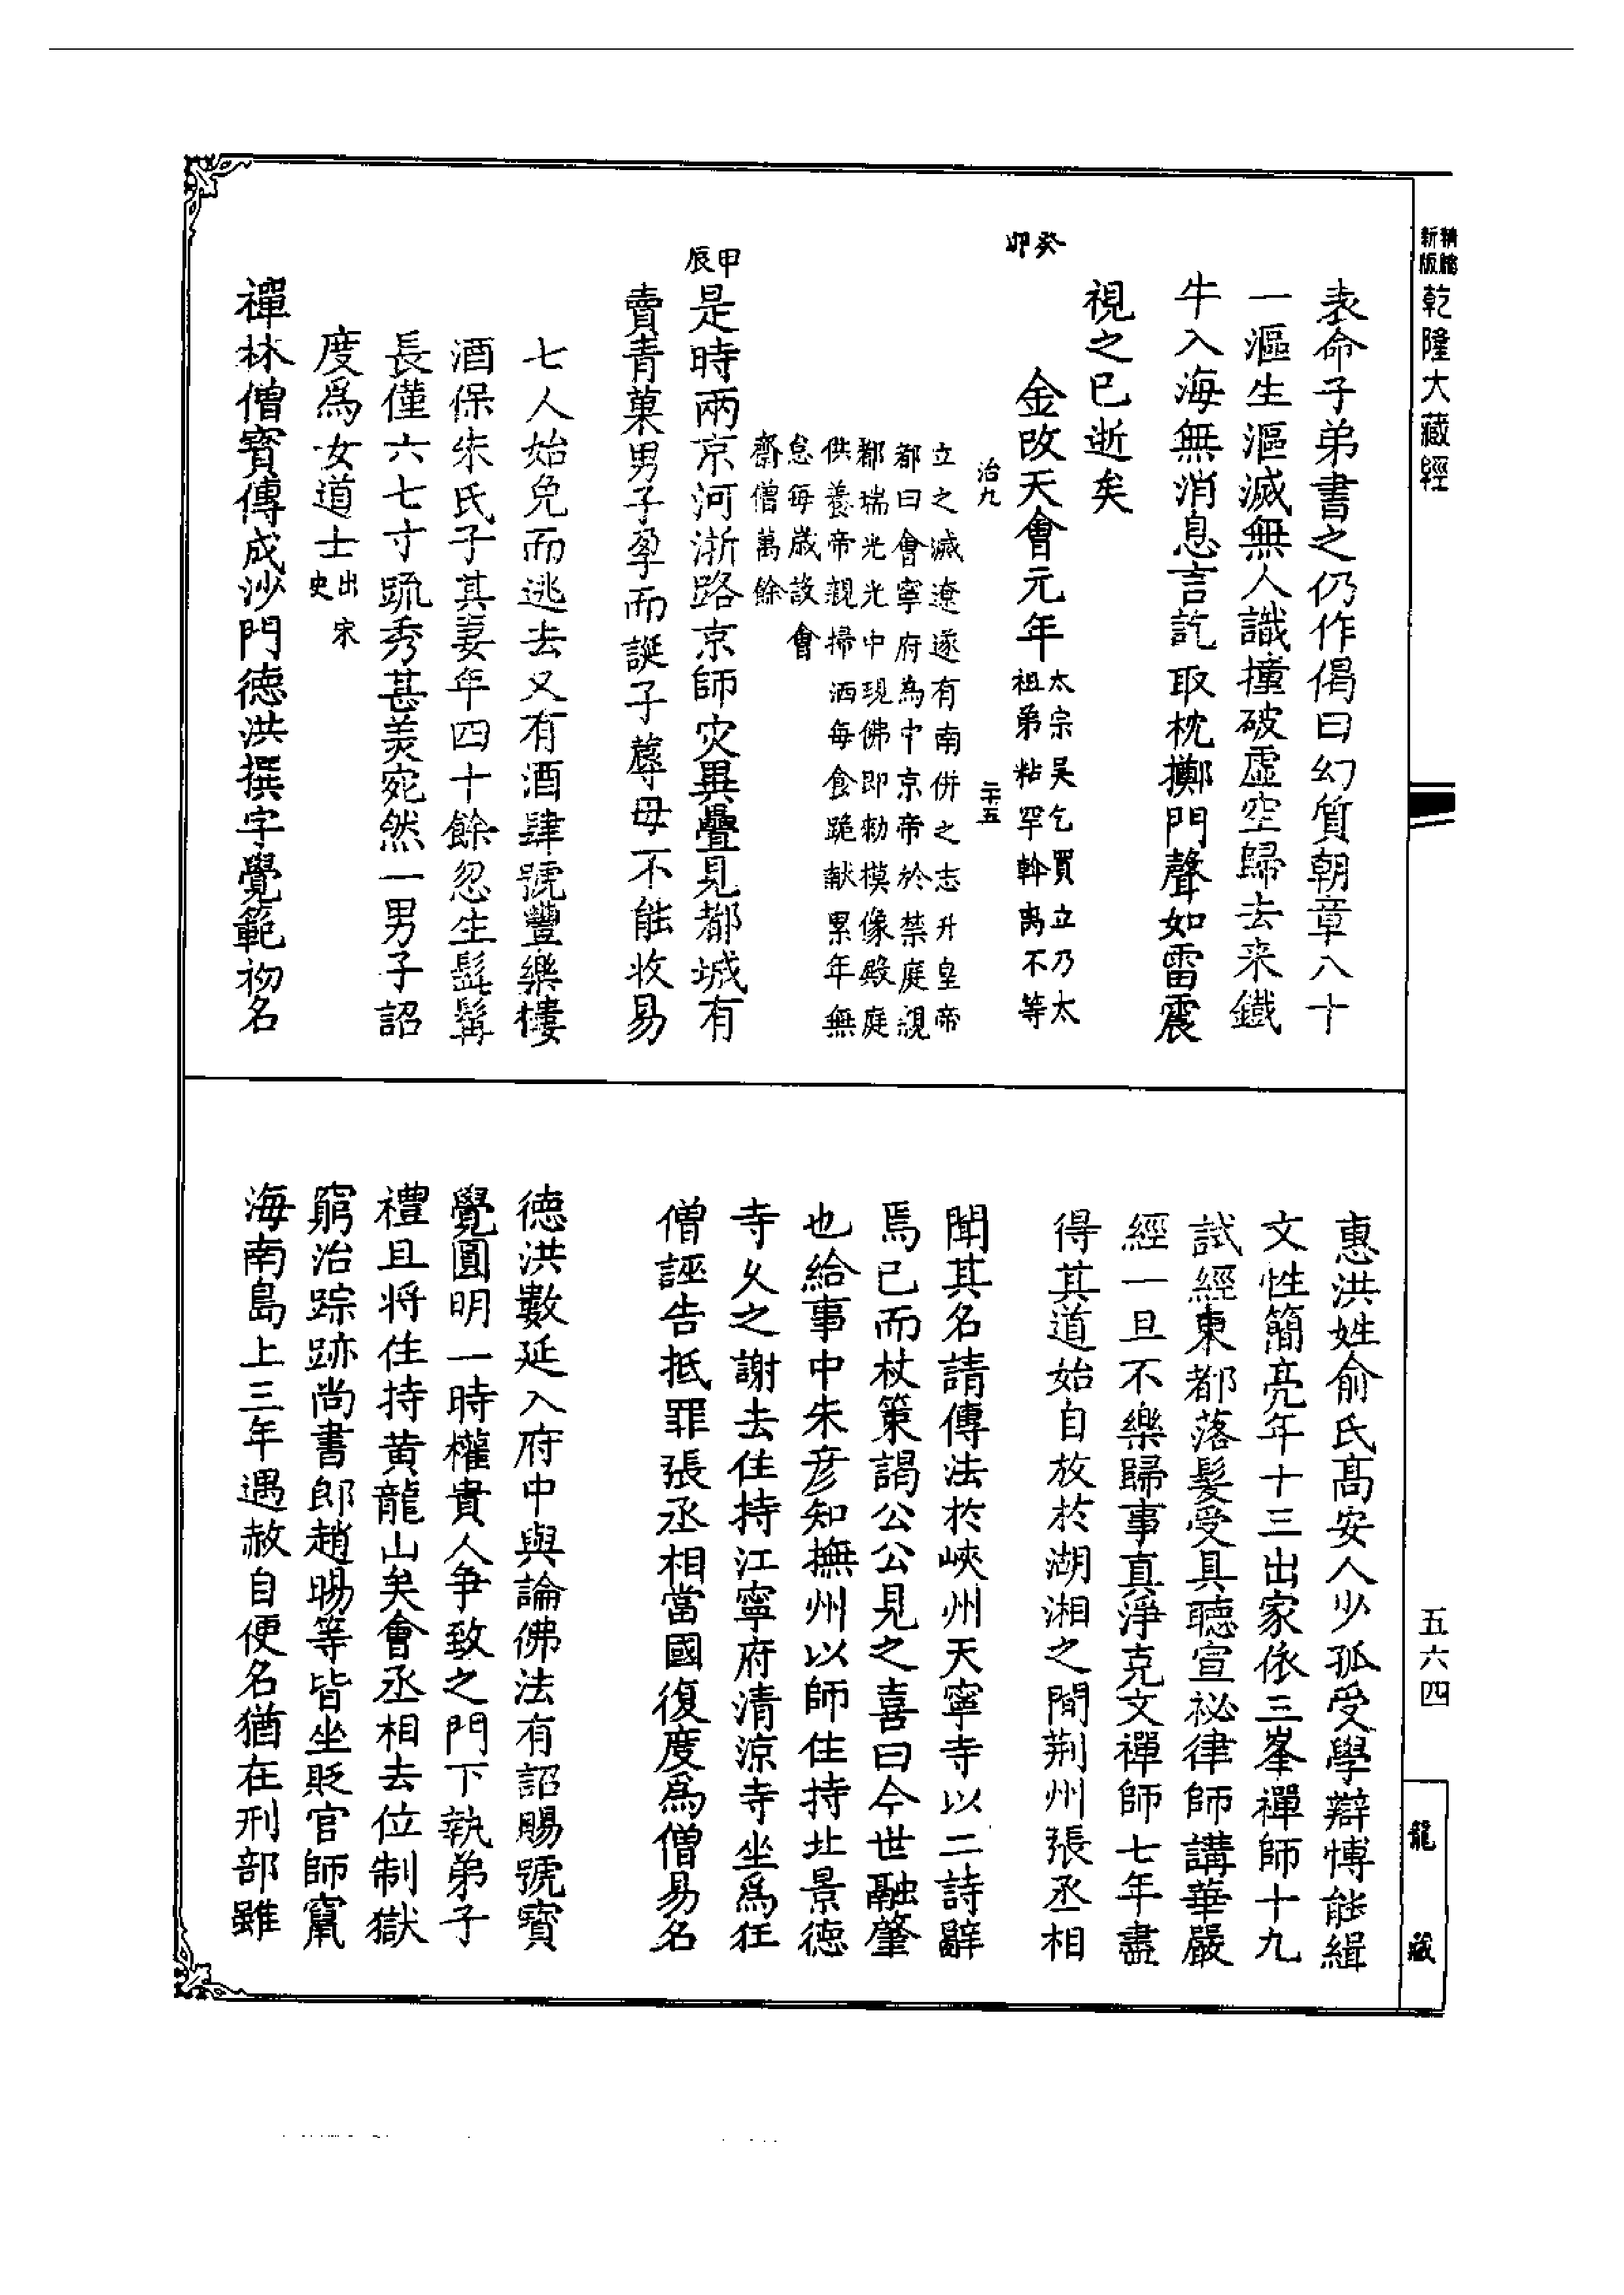 精縮新版乾隆大藏經
表命子弟書之仍作偈曰幻質朝章八十
一漚生漚滅無人識撞破虛空歸去来鐵
牛入海無消息言訖取枕擲門聲如雷震
視之已逝矣
癸卯
金改天會元年太宗吴乞買立乃太
祖弟粘罕斡离不等
治九 二十五
立之滅遼遂有南併之志升皇帝
都曰會寧府為中京帝於禁庭視
鄰瑞光光中現佛即勑模像殿庭
供養帝親掃洒每食跪献累年無
怠每歲設會
齋僧萬餘
甲辰
是時兩京河浙路京師灾異疊見都城有
賣青菓男子孕而誕子蓐母不能收易
七人始免而逃去又有酒肆號豐樂樓
酒保朱氏子其妻年四十餘忽生髭髯
長僅六七寸䟽秀甚美宛然一男子詔
度爲女道士出宋
史
禪林僧寶傳成沙門德洪撰字覺範初名
惠洪姓俞氏髙安人少孤受學辯博能緝
文性簡亮年十三出家依三峯禪師十九
試經東都落髮受具聽宣祕律師講華嚴
經一旦不樂歸事真淨克文禪師七年盡
得其道始自放於湖湘之間荆州張丞相
聞其名請傳法於峽州天寧寺以二詩辭
焉已而杖策謁公公見之喜曰今世融肇
也給事中朱彦知撫州以師住持北景德
寺久之謝去住持江寧府清涼寺坐爲狂
僧誣告抵罪張丞相當國復度爲僧易名
德洪數延入府中與論佛法有詔賜號寳
覺圓明一時權貴人争致之門下執弟子
禮且将住持黄龍山矣會丞相去位制獄
窮治踪跡尚書郎趙暘等皆坐貶官師竄
海南島上三年遇赦自便名猶在刑部雖
五六四
龍藏